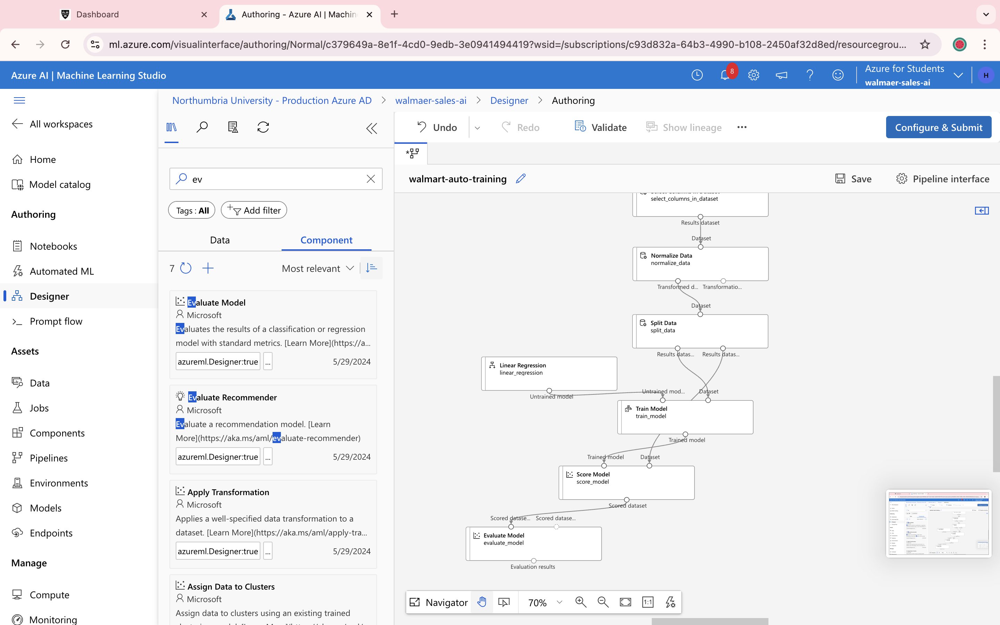 Dashboard
Authoring - Azure AI | Machin
ml.azure.com/visualinterface/authoring/Normal/c379649a-8e1f-4cd0-9edb-3e0941494419?wsid=/subscriptions/c93d832a-64b3-4990-b108-2450af32d8ed/resourcegrou...
Azure AI | Machine Learning Studio
8
Azure for Students
walmaer-sales-ai
H
Northumbria University - Production Azure AD > walmaer-sales-ai > Designer > Authoring
All workspaces
Home
Model catalog
Authoring
Notebooks
Automated ML
Designer
Prompt flow
Assets
Data
Jobs
Components
Pipelines
Environments
Models
Endpoints
Manage
Compute
Monitoring
ev
Tags : All
Add filter
Data
Component
7
Most relevant
Evaluate Model
Microsoft
Evaluates the results of a classification or regression
model with standard metrics. [Learn More](https://a...
azureml.Designer:true
...
5/29/2024
Evaluate Recommender
Microsoft
Evaluate a recommendation model. [Learn
More](https://aka.ms/aml/evaluate-recommender)
azureml.Designer:true
...
5/29/2024
Apply Transformation
Microsoft
Applies a well-specified data transformation to a
dataset. [Learn More](https://aka.ms/aml/apply-tra...
azureml.Designer:true
...
5/29/2024
Assign Data to Clusters
Microsoft
Assign data to clusters using an existing trained
Undo
Redo
Validate
Show lineage
Configure & Submit
walmart-auto-training
Save
Pipeline interface
Select Columns in Dataset
select_columns_in_dataset
Results dataset
Dataset
Normalize Data
normalize_data
Transformed d...
Transformatio...
Dataset
Split Data
split_data
Results datas...
Results datas...
Linear Regression
linear_regression
Untrained model
Untrained mod...
Dataset
Train Model
train_model
Trained model
Trained model
Dataset
Score Model
score_model
Scored dataset
Scored datase...
Scored datase...
Evaluate Model
evaluate_model
Evaluation results
Navigator
70%
1:1